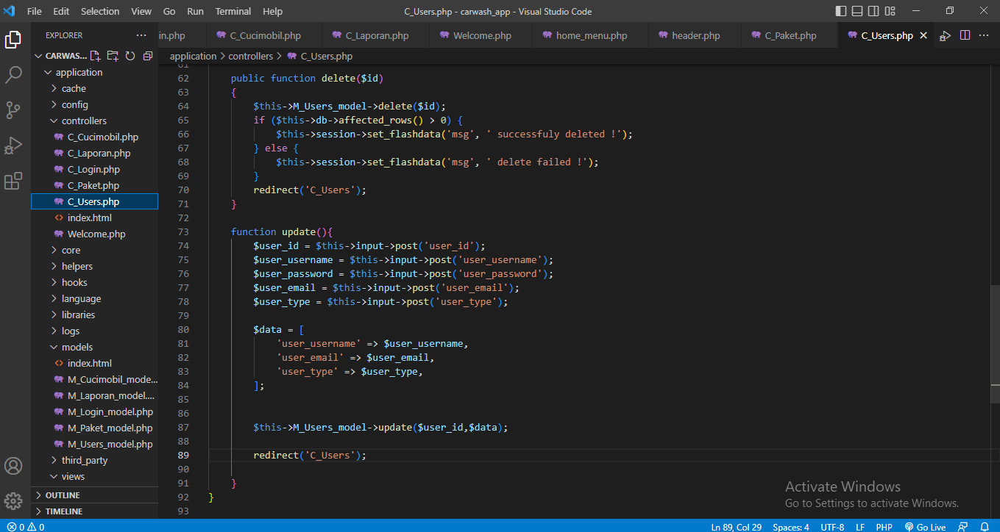 File Edit Selection View Go Run Terminal Help C_Users.php - carwash_app - Visual Studio Code
EXPLORER
in.php C_Cucimobil.php C_Laporan.php Welcome.php home_menu.php header.php C_Paket.php C_Users.php
CARWAS...
application > controllers > C_Users.php
application
cache
config
controllers
C_Cucimobil.php
C_Laporan.php
C_Login.php
C_Paket.php
C_Users.php
index.html
Welcome.php
core
helpers
hooks
language
libraries
logs
models
index.html
M_Cucimobil_mode...
M_Laporan_model....
M_Login_model.php
M_Paket_model.php
M_Users_model.php
third_party
views
OUTLINE
TIMELINE
61
62 public function delete($id)
63 {
64 $this->M_Users_model->delete($id);
65 if ($this->db->affected_rows() > 0) {
66 $this->session->set_flashdata('msg', ' successfuly deleted !');
67 } else {
68 $this->session->set_flashdata('msg', ' delete failed !');
69 }
70 redirect('C_Users');
71 }
72
73 function update(){
74 $user_id = $this->input->post('user_id');
75 $user_username = $this->input->post('user_username');
76 $user_password = $this->input->post('user_password');
77 $user_email = $this->input->post('user_email');
78 $user_type = $this->input->post('user_type');
79
80 $data = [
81 'user_username' => $user_username,
82 'user_email' => $user_email,
83 'user_type' => $user_type,
84 ];
85
86
87 $this->M_Users_model->update($user_id,$data);
88
89 redirect('C_Users');
90
91 }
92 }
93
Activate Windows
Go to Settings to activate Windows.
0 0 Ln 89, Col 29 Spaces: 4 UTF-8 LF PHP Go Live